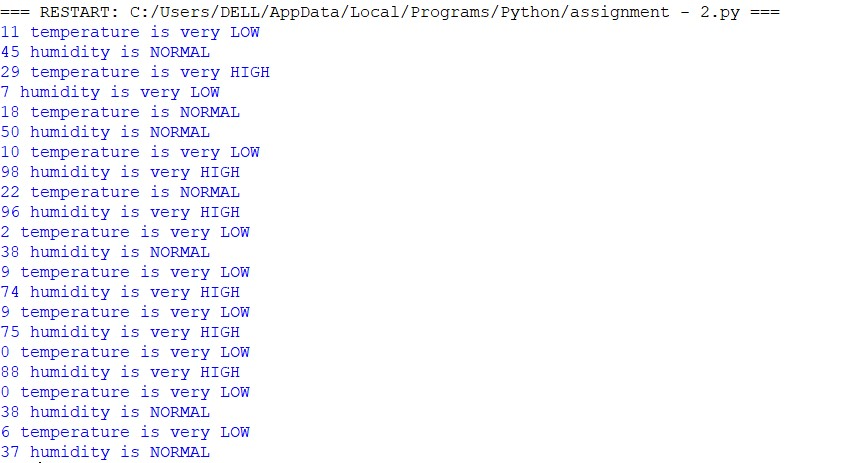 === RESTART: C:/Users/DELL/AppData/Local/Programs/Python/assignment - 2.py ===
11 temperature is very LOW
45 humidity is NORMAL
29 temperature is very HIGH
7 humidity is very LOW
18 temperature is NORMAL
50 humidity is NORMAL
10 temperature is very LOW
98 humidity is very HIGH
22 temperature is NORMAL
96 humidity is very HIGH
2 temperature is very LOW
38 humidity is NORMAL
9 temperature is very LOW
74 humidity is very HIGH
9 temperature is very LOW
75 humidity is very HIGH
0 temperature is very LOW
88 humidity is very HIGH
0 temperature is very LOW
38 humidity is NORMAL
6 temperature is very LOW
37 humidity is NORMAL